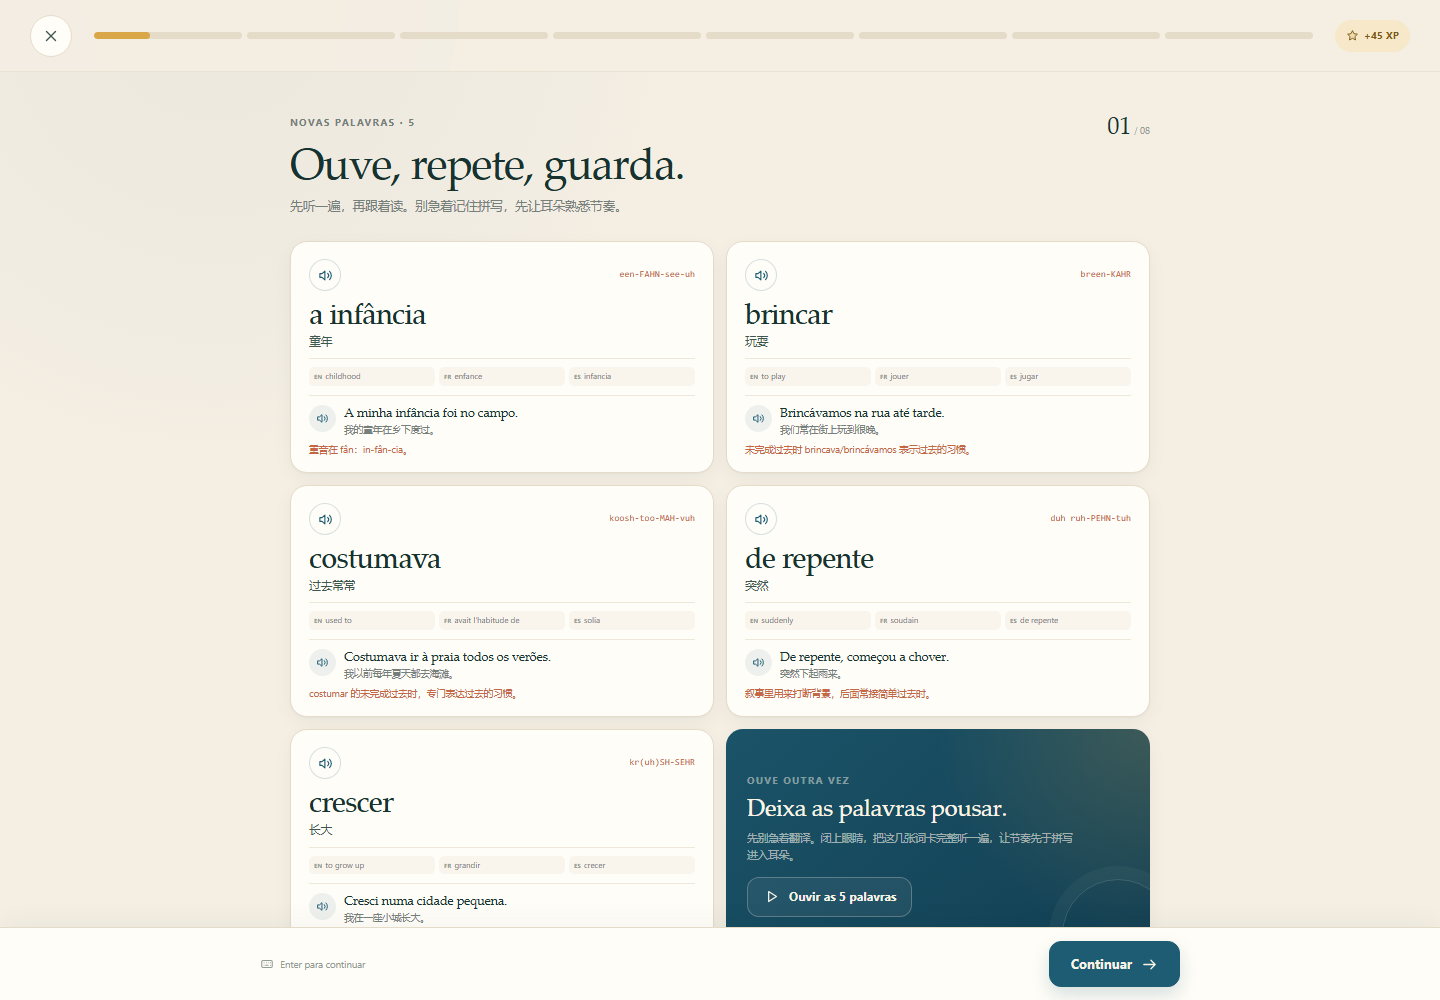 +45 XP
NOVAS PALAVRAS · 5
01 / 08
Ouve, repete, guarda.
先听一遍，再跟着读。别急着记住拼写，先让耳朵熟悉节奏。
een-FAHN-see-uh
a infância
童年
EN childhood
FR enfance
ES infancia
A minha infância foi no campo.
我的童年在乡下度过。
重音在 fân：in-fân-cia。
breen-KAHR
brincar
玩耍
EN to play
FR jouer
ES jugar
Brincávamos na rua até tarde.
我们常在街上玩到很晚。
未完成过去时 brincava/brincávamos 表示过去的习惯。
koosh-too-MAH-vuh
costumava
过去常常
EN used to
FR avait l'habitude de
ES solía
Costumava ir à praia todos os verões.
我以前每年夏天都去海滩。
costumar 的未完成过去时，专门表达过去的习惯。
duh ruh-PEHN-tuh
de repente
突然
EN suddenly
FR soudain
ES de repente
De repente, começou a chover.
突然下起雨来。
叙事里用来打断背景，后面常接简单过去时。
kr(uh)SH-SEHR
crescer
长大
EN to grow up
FR grandir
ES crecer
Cresci numa cidade pequena.
我在一座小城长大。
OUVE OUTRA VEZ
Deixa as palavras pousar.
先别急着翻译。闭上眼睛，把这几张词卡完整听一遍，让节奏先于拼写
进入耳朵。
Ouvir as 5 palavras
Enter para continuar
Continuar